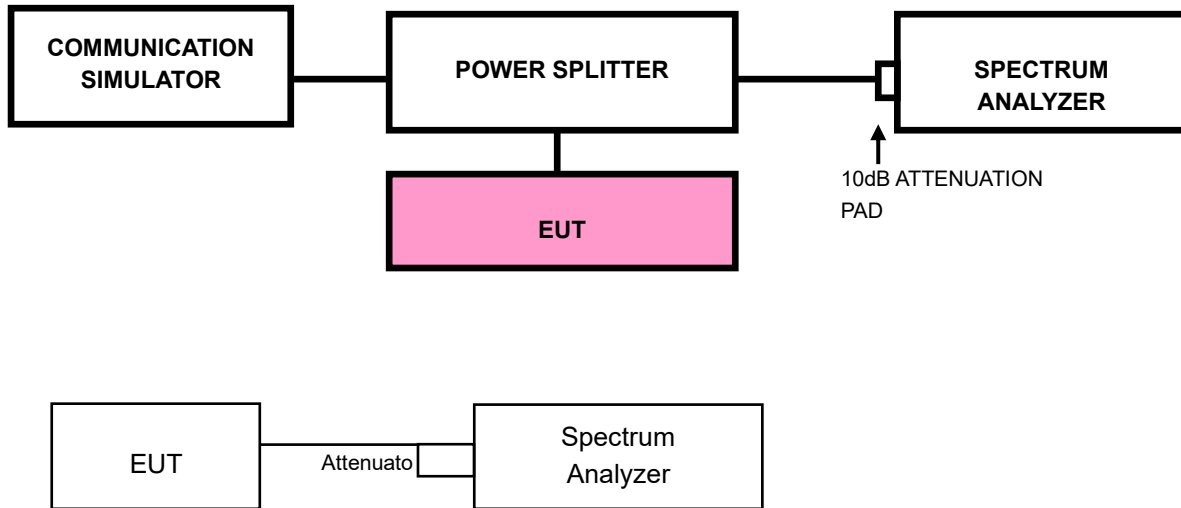 COMMUNICATION
SIMULATOR
POWER SPLITTER
SPECTRUM
ANALYZER
10dB ATTENUATION
PAD
EUT
EUT
Attenuato
Spectrum
Analyzer